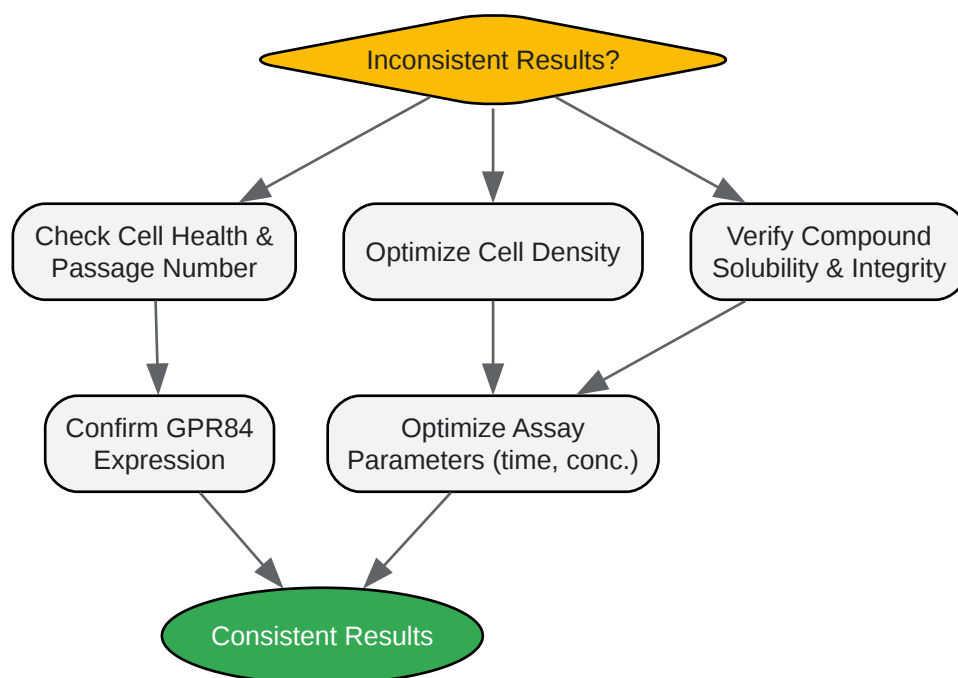 Inconsistent Results?
Check Cell Health &
Passage Number
Optimize Cell Density
Verify Compound
Solubility & Integrity
Confirm GPR84
Expression
Optimize Assay
Parameters (time, conc.)
Consistent Results